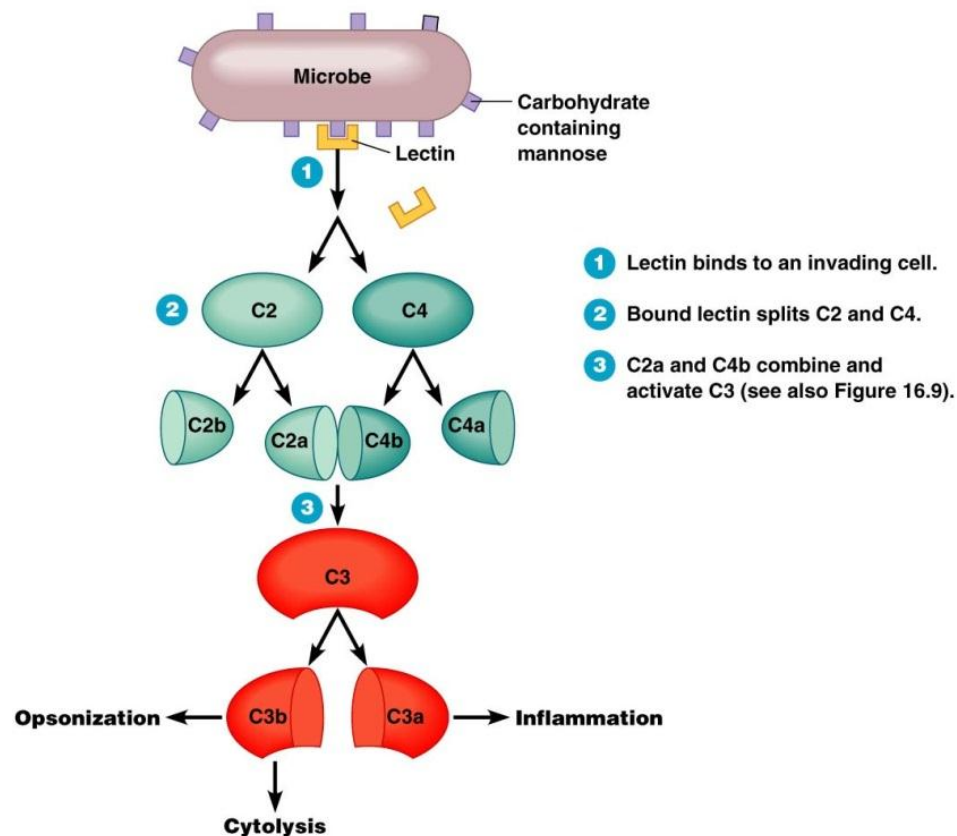 Microbe
Carbohydrate
containing
mannose
Lectin
1
2
C2
C4
1 Lectin binds to an invading cell.
2 Bound lectin splits C2 and C4.
3 C2a and C4b combine and
activate C3 (see also Figure 16.9).
C2b
C2a
C4b
C4a
3
C3
Opsonization
C3b
C3a
Inflammation
Cytolysis